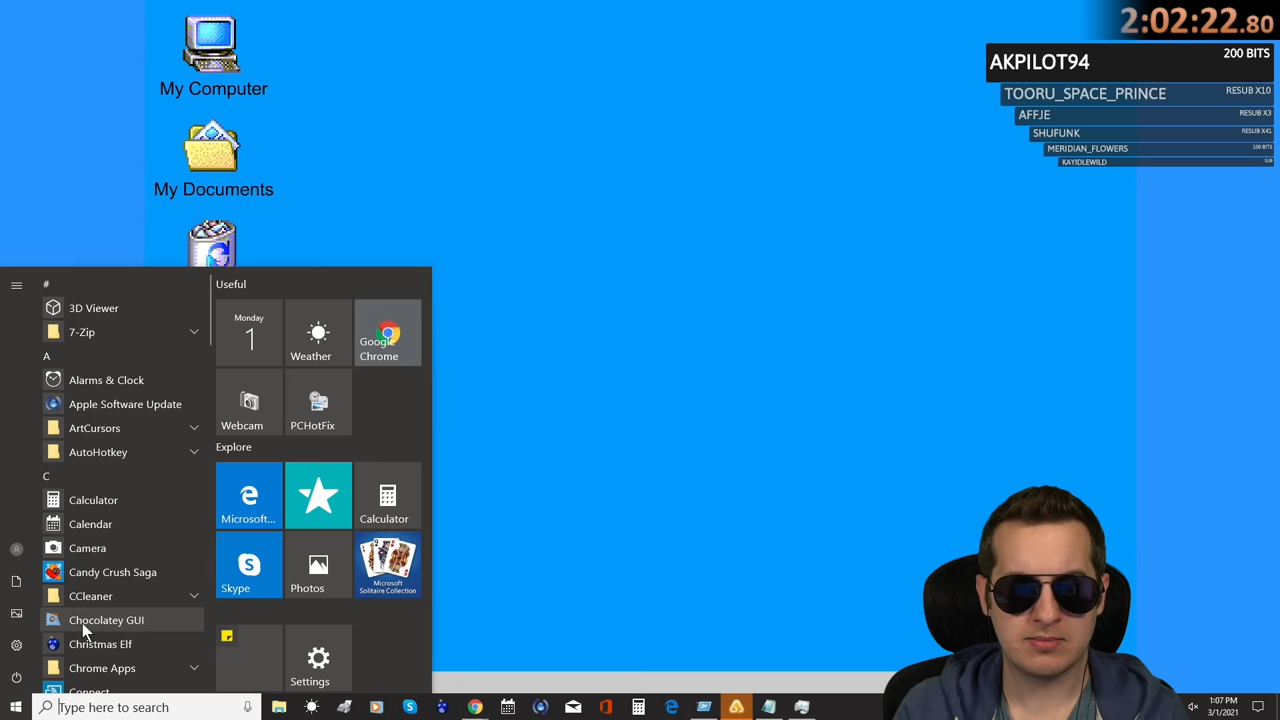 2:02:22.80
AKPILOT94 200 BITS
TOORU_SPACE_PRINCE RESUB X10
AFFJE RESUB X3
SHUFUNK RESUB X41
MERIDIAN_FLOWERS 100 BITS
KAYIDLEWILD SUB
My Computer
My Documents
#
3D Viewer
7-Zip
A
Alarms & Clock
Apple Software Update
ArtCursors
AutoHotkey
C
Calculator
Calendar
Camera
Candy Crush Saga
CCleaner
Chocolatey GUI
Christmas Elf
Chrome Apps
Connect
Useful
Monday
1
Weather
Google
Chrome
Webcam
PCHotFix
Explore
Microsoft...
Calculator
Skype
Photos
Microsoft
Solitaire Collection
Settings
Type here to search
1:07 PM
3/1/2021